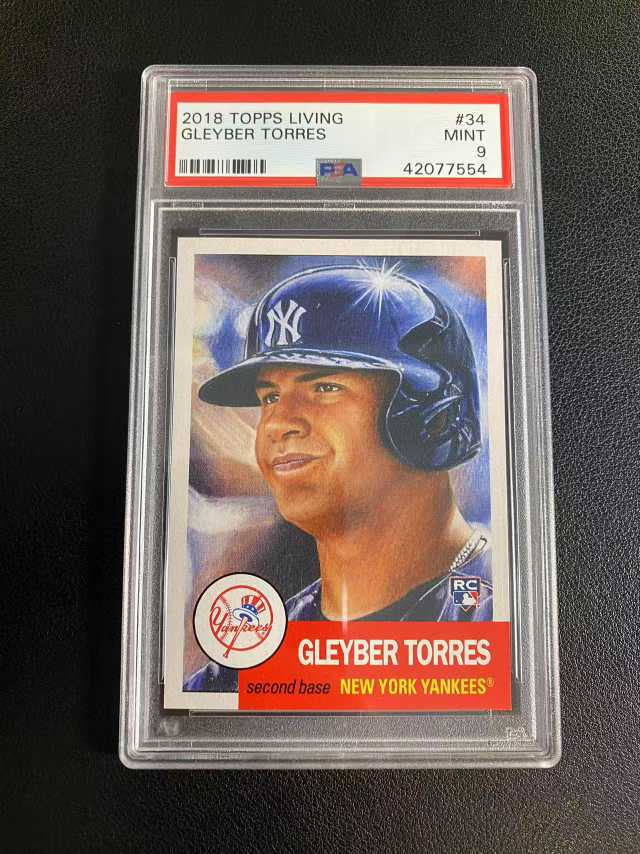 2018 TOPPS LIVING #34
GLEYBER TORRES MINT
9
PSA 42077554
NY
RC
Yankees
GLEYBER TORRES
second base NEW YORK YANKEES®